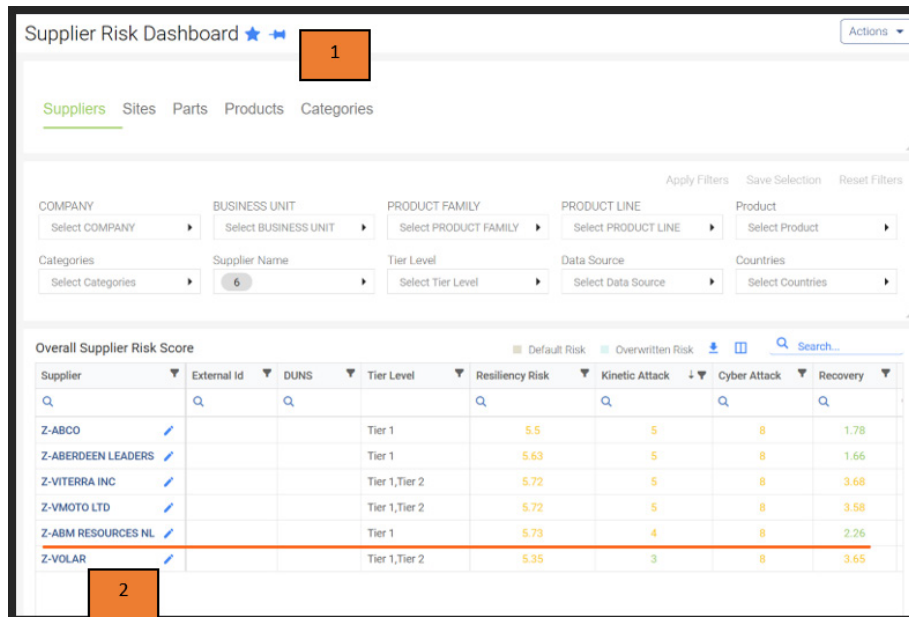 Supplier Risk Dashboard
Actions
1
Suppliers Sites Parts Products Categories
Apply Filters Save Selection Reset Filters
COMPANY BUSINESS UNIT PRODUCT FAMILY PRODUCT LINE Product
Select COMPANY Select BUSINESS UNIT Select PRODUCT FAMILY Select PRODUCT LINE Select Product
Categories Supplier Name Tier Level Data Source Countries
Select Categories 6 Select Tier Level Select Data Source Select Countries
Overall Supplier Risk Score Default Risk Overwritten Risk Search...
Supplier External Id DUNS Tier Level Resiliency Risk Kinetic Attack Cyber Attack Recovery
Z-ABCO Tier 1 5.5 5 8 1.78
Z-ABERDEEN LEADERS Tier 1 5.63 5 8 1.66
Z-VITERRA INC Tier 1,Tier 2 5.72 5 8 3.68
Z-VMOTO LTD Tier 1,Tier 2 5.72 5 8 3.58
Z-ABM RESOURCES NL Tier 1 5.73 4 8 2.26
Z-VOLAR Tier 1,Tier 2 5.35 3 8 3.65
2